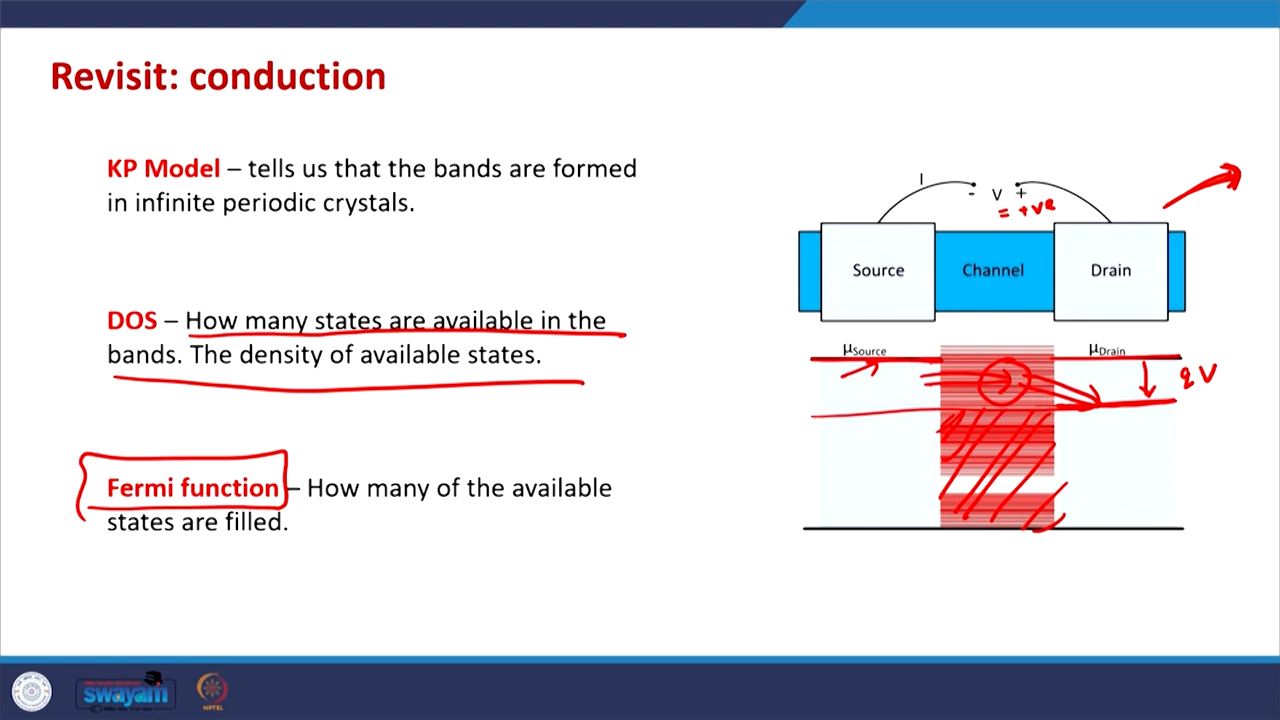 Revisit: conduction
KP Model – tells us that the bands are formed
in infinite periodic crystals.
DOS – How many states are available in the
bands. The density of available states.
Fermi function – How many of the available
states are filled.
I
- V +
= +ve
Source
Channel
Drain
μSource
μDrain
qV
swayam
NPTEL